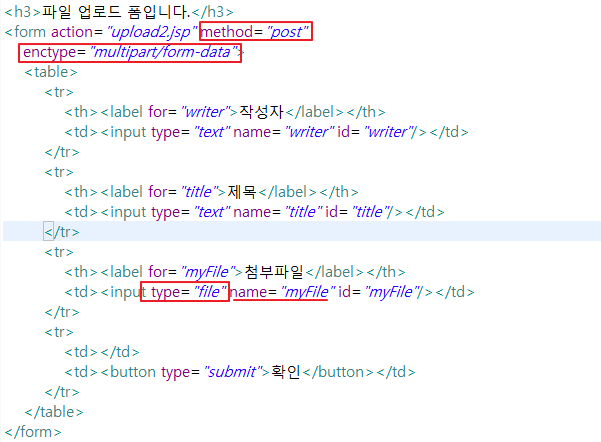 <h3>파일 업로드 폼입니다.</h3>
<form action="upload2.jsp" method="post"
enctype="multipart/form-data">
<table>
<tr>
<th><label for="writer">작성자</label></th>
<td><input type="text" name="writer" id="writer"/></td>
</tr>
<tr>
<th><label for="title">제목</label></th>
<td><input type="text" name="title" id="title"/></td>
</tr>
<tr>
<th><label for="myFile">첨부파일</label></th>
<td><input type="file" name="myFile" id="myFile"/></td>
</tr>
<tr>
<td></td>
<td><button type="submit">확인</button></td>
</tr>
</table>
</form>